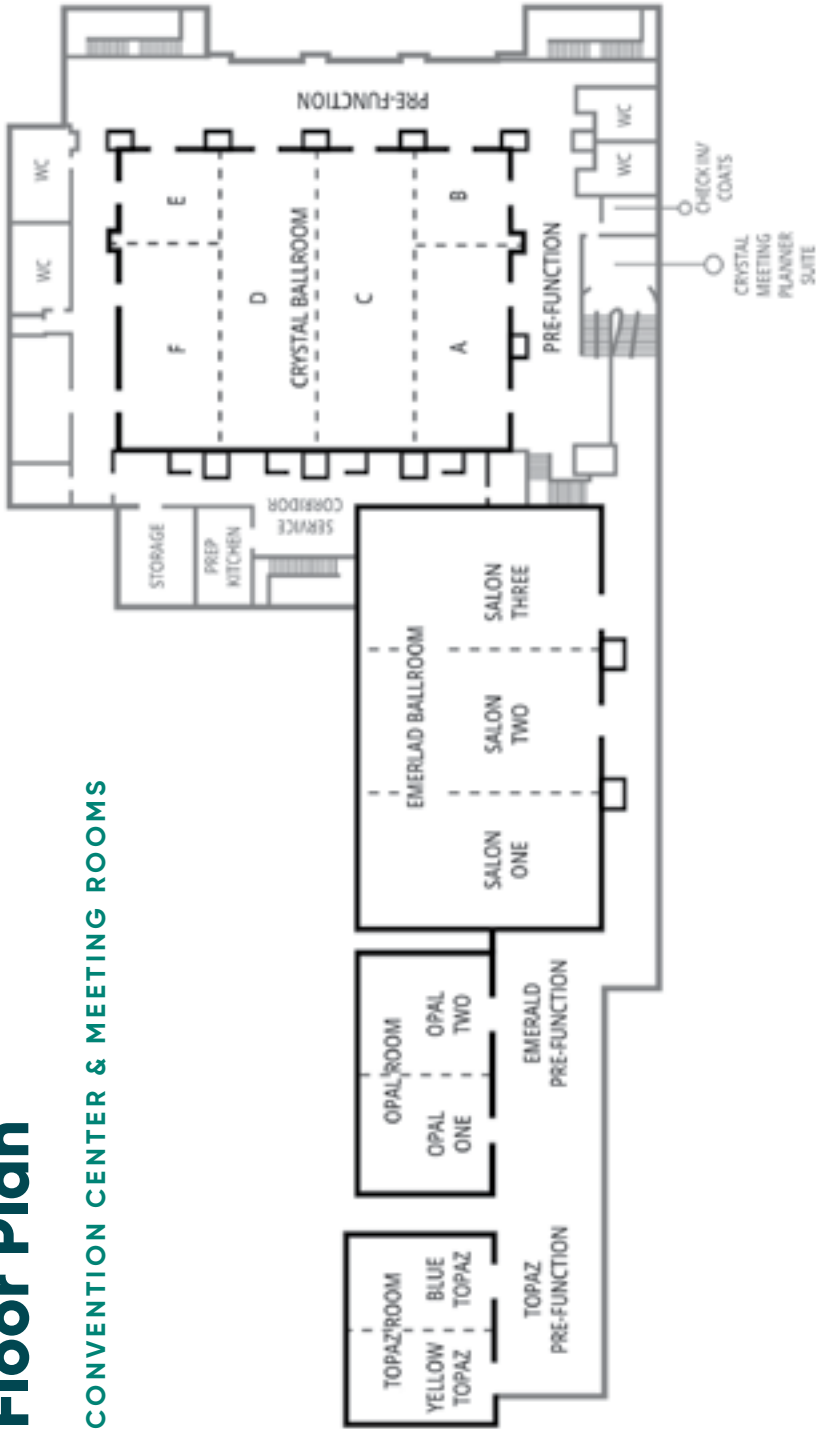 Floor Plan
CONVENTION CENTER & MEETING ROOMS
WC
WC
STORAGE
PREP
KITCHEN
SERVICE
CORRIDOR
PRE-FUNCTION
E
F
D
CRYSTAL BALLROOM
C
B
A
PRE-FUNCTION
WC
WC
CHECK IN/
COATS
CRYSTAL
MEETING
PLANNER
SUITE
EMERLAD BALLROOM
SALON
ONE
SALON
TWO
SALON
THREE
OPAL ROOM
OPAL
ONE
OPAL
TWO
EMERALD
PRE-FUNCTION
TOPAZ ROOM
YELLOW
TOPAZ
BLUE
TOPAZ
TOPAZ
PRE-FUNCTION